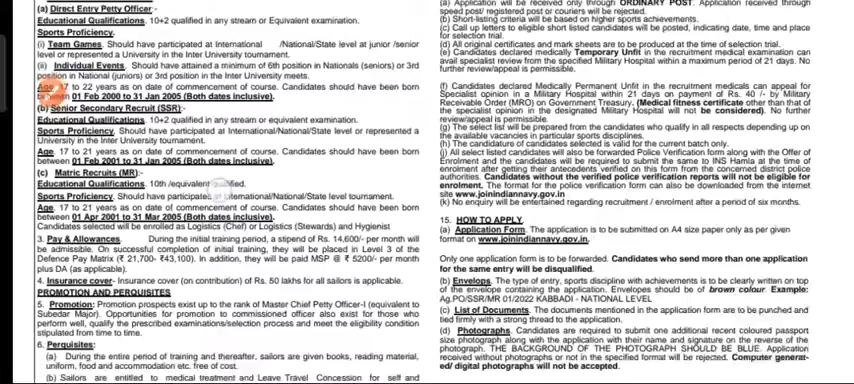 (a) Direct Entry Petty Officer:-
Educational Qualifications. 10+2 qualified in any stream or Equivalent examination.
Sports Proficiency.
(i) Team Games. Should have participated at International /National/State level at junior /senior
level or represented a University in the Inter University tournament.
(ii) Individual Events. Should have attained a minimum of 6th position in Nationals (seniors) or 3rd
position in National (juniors) or 3rd position in the Inter University meets.
17 to 22 years as on date of commencement of course. Candidates should have been born
01 Feb 2000 to 31 Jan 2005 (Both dates inclusive).
(b) Senior Secondary Recruit (SSR):-
Educational Qualifications. 10+2 qualified in any stream or equivalent examination.
Sports Proficiency. Should have participated at International/National/State level or represented a
University in the Inter University tournament.
Age. 17 to 21 years as on date of commencement of course. Candidates should have been born
between 01 Feb 2001 to 31 Jan 2005 (Both dates inclusive).
(c) Matric Recruits (MR):-
Educational Qualifications. 10th /equivalent qualified.
Sports Proficiency. Should have participated International/National/State level tournament.
Age. 17 to 21 years as on date of commencement of course. Candidates should have been born
between 01 Apr 2001 to 31 Mar 2005 (Both dates inclusive)
Candidates selected will be enrolled as Logistics (Chef) or Logistics (Stewards) and Hygienist
3. Pay & Allowances. During the initial training period, a stipend of Rs. 14,600/- per month will
be admissible. On successful completion of initial training, they will be placed in Level 3 of the
Defence Pay Matrix (₹ 21,700- ₹43,100). In addition, they will be paid MSP @ ₹ 5200/- per month
plus DA (as applicable).
4. Insurance cover- Insurance cover (on contribution) of Rs. 50 lakhs for all sailors is applicable.
PROMOTION AND PERQUISITES
5. Promotion: Promotion prospects exist up to the rank of Master Chief Petty Officer-I (equivalent to
Subedar Major). Opportunities for promotion to commissioned officer also exist for those who
perform well, qualify the prescribed examinations/selection process and meet the eligibility condition
stipulated from time to time.
6. Perquisites:
(a) During the entire period of training and thereafter, sailors are given books, reading material,
uniform, food and accommodation etc. free of cost.
(b) Sailors are entitled to medical treatment and Leave Travel Concession for self and
(a) Application will be received only through ORDINARY POST. Application received through
speed post/ registered post or couriers will be rejected.
(b) Short-listing criteria will be based on higher sports achievements.
(c) Call up letters to eligible short listed candidates will be posted, indicating date, time and place
for selection trial.
(d) All original certificates and mark sheets are to be produced at the time of selection trial.
(e) Candidates declared medically Temporary Unfit in the recruitment medical examination can
avail specialist review from the specified Military Hospital within a maximum period of 21 days. No
further review/appeal is permissible.
(f) Candidates declared Medically Permanent Unfit in the recruitment medicals can appeal for
Specialist opinion in a Military Hospital within 21 days on payment of Rs. 40 /- by Military
Receivable Order (MRO) on Government Treasury. (Medical fitness certificate other than that of
the specialist opinion in the designated Military Hospital will not be considered). No further
review/appeal is permissible.
(g) The select list will be prepared from the candidates who qualify in all respects depending up on
the available vacancies in particular sports disciplines.
(h) The candidature of candidates selected is valid for the current batch only.
(j) All select listed candidates will also be forwarded Police Verification form along with the Offer of
Enrolment and the candidates will be required to submit the same to INS Hamla at the time of
enrolment after getting their antecedents verified on this form from the concerned district police
authorities. Candidates without the verified police verification reports will not be eligible for
enrolment. The format for the police verification form can also be downloaded from the internet
site www.joinindiannavy.gov.in
(k) No enquiry will be entertained regarding recruitment / enrolment after a period of six months.
15. HOW TO APPLY.
(a) Application Form. The application is to be submitted on A4 size paper only as per given
format on www.joinindiannavy.gov.in.
Only one application form is to be forwarded. Candidates who send more than one application
for the same entry will be disqualified.
(b) Envelops. The type of entry, sports discipline with achievements is to be clearly written on top
of the envelope containing the application. Envelopes should be of brown colour. Example:
Ag.PO/SSR/MR 01/2022 KABBADI - NATIONAL LEVEL
(c) List of Documents. The documents mentioned in the application form are to be punched and
tied firmly with a strong thread to the application.
(d) Photographs. Candidates are required to submit one additional recent coloured passport
size photograph along with the application with their name and signature on the reverse of the
photograph. THE BACKGROUND OF THE PHOTOGRAPH SHOULD BE BLUE. Application
received without photographs or not in the specified format will be rejected. Computer generat-
ed/ digital photographs will not be accepted.